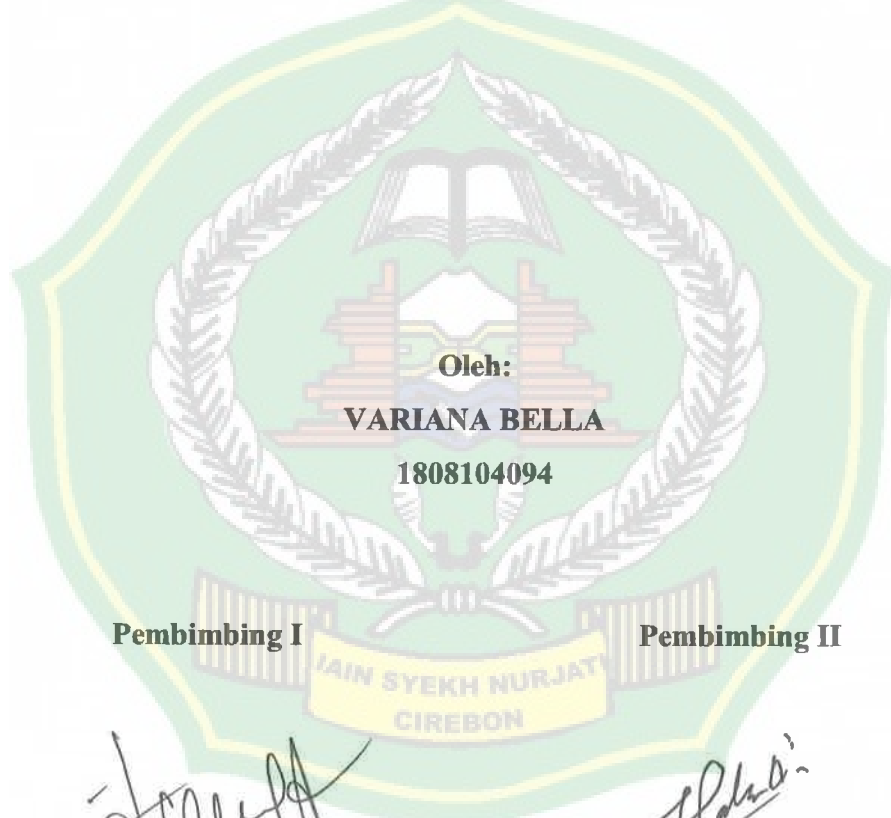 Oleh:
VARIANA BELLA
1808104094
Pembimbing I
Pembimbing II
IAIN SYEKH NURJATI
CIREBON